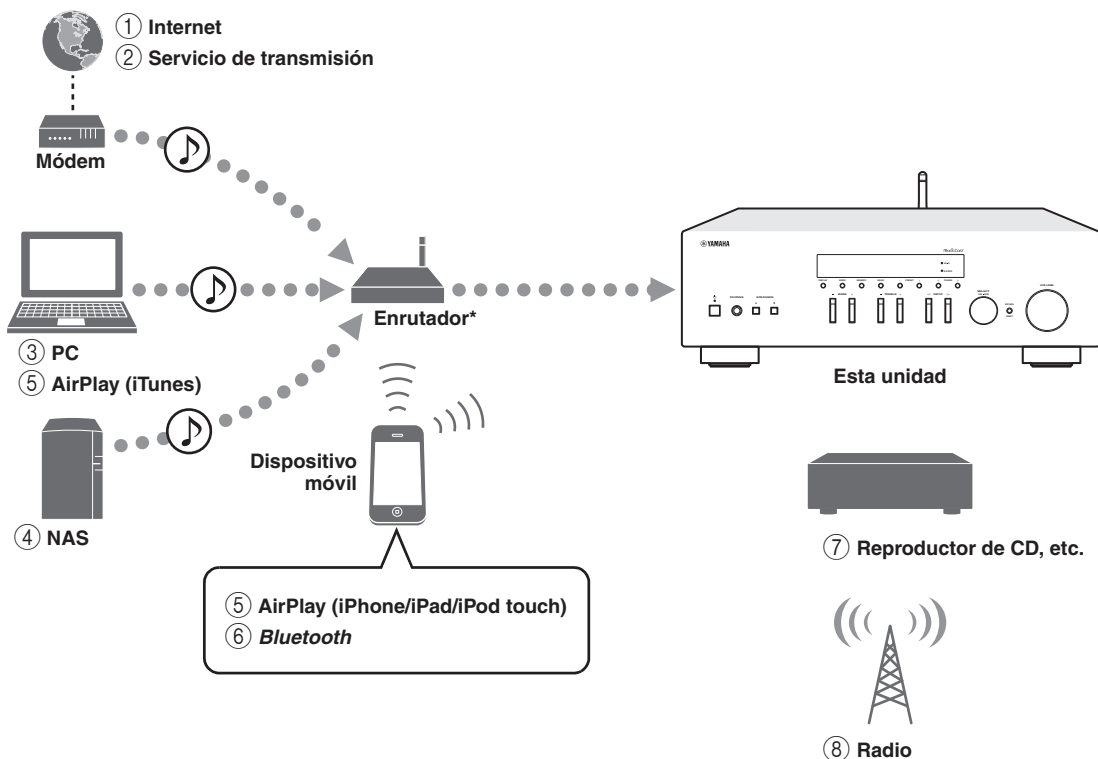 ① Internet
② Servicio de transmisión
Módem
③ PC
⑤ AirPlay (iTunes)
④ NAS
Enrutador*
Dispositivo
móvil
⑤ AirPlay (iPhone/iPad/iPod touch)
⑥ Bluetooth
YAMAHA
Esta unidad
⑦ Reproductor de CD, etc.
⑧ Radio